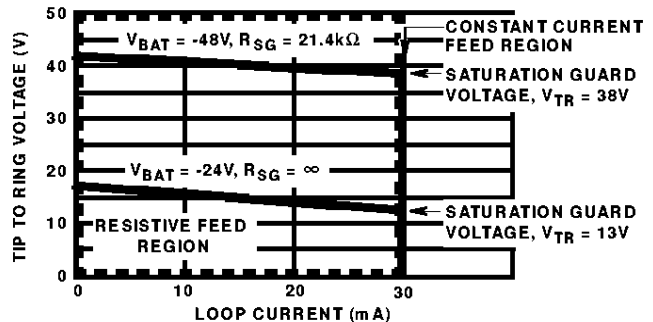 50
40
30
20
10
0
TIP TO RING VOLTAGE (V)
V_BAT = -48V, R_SG = 21.4kΩ
CONSTANT CURRENT
FEED REGION
SATURATION GUARD
VOLTAGE, V_TR = 38V
V_BAT = -24V, R_SG = ∞
RESISTIVE FEED
REGION
SATURATION GUARD
VOLTAGE, V_TR = 13V
0 10 20 30
LOOP CURRENT (mA)